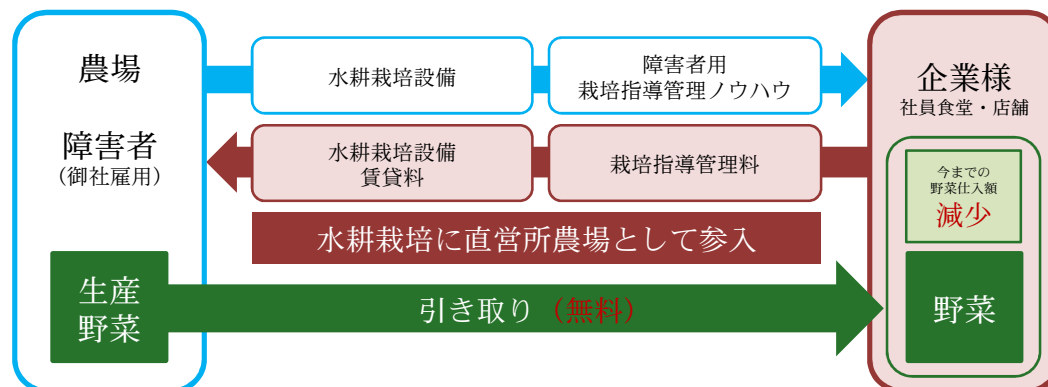 農場
障害者
（御社雇用）
水耕栽培設備
障害者用
栽培指導管理ノウハウ
企業様
社員食堂・店舗
水耕栽培設備
賃貸料
栽培指導管理料
今までの
野菜仕入額
減少
水耕栽培に直営所農場として参入
生産
野菜
引き取り（無料）
野菜